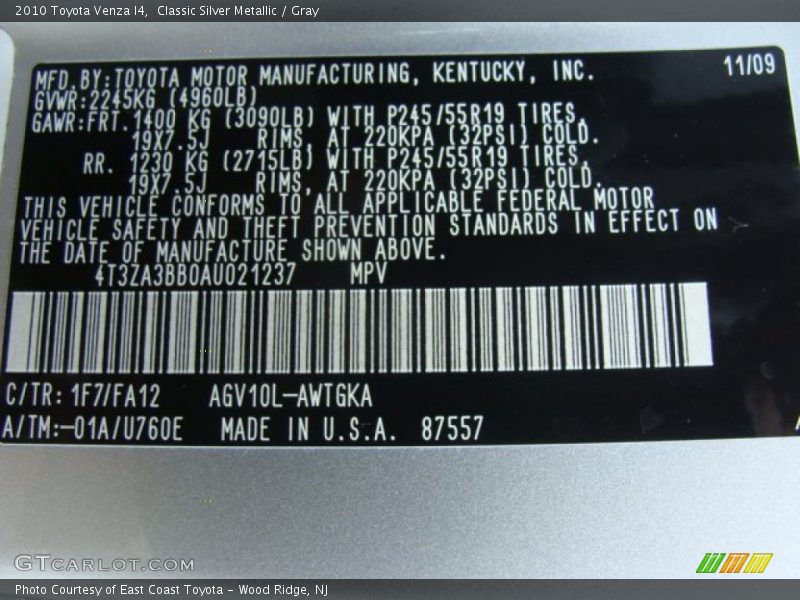 2010 Toyota Venza I4,  Classic Silver Metallic / Gray
MFD. BY: TOYOTA MOTOR MANUFACTURING, KENTUCKY, INC. 11/09
GVWR: 2245KG (4960LB)
GAWR: FRT. 1400 KG (3090LB) WITH P245/55R19 TIRES,
19X7.5J RIMS, AT 220KPA (32PSI) COLD.
RR. 1230 KG (2715LB) WITH P245/55R19 TIRES,
19X7.5J RIMS, AT 220KPA (32PSI) COLD.
THIS VEHICLE CONFORMS TO ALL APPLICABLE FEDERAL MOTOR
VEHICLE SAFETY AND THEFT PREVENTION STANDARDS IN EFFECT ON
THE DATE OF MANUFACTURE SHOWN ABOVE.
4T3ZA3BB0AU021237 MPV
C/TR: 1F7/FA12 AGV10L-AWTGKA
A/TM:-01A/U760E MADE IN U.S.A. 87557
GTCARLOT.COM
Photo Courtesy of East Coast Toyota - Wood Ridge, NJ